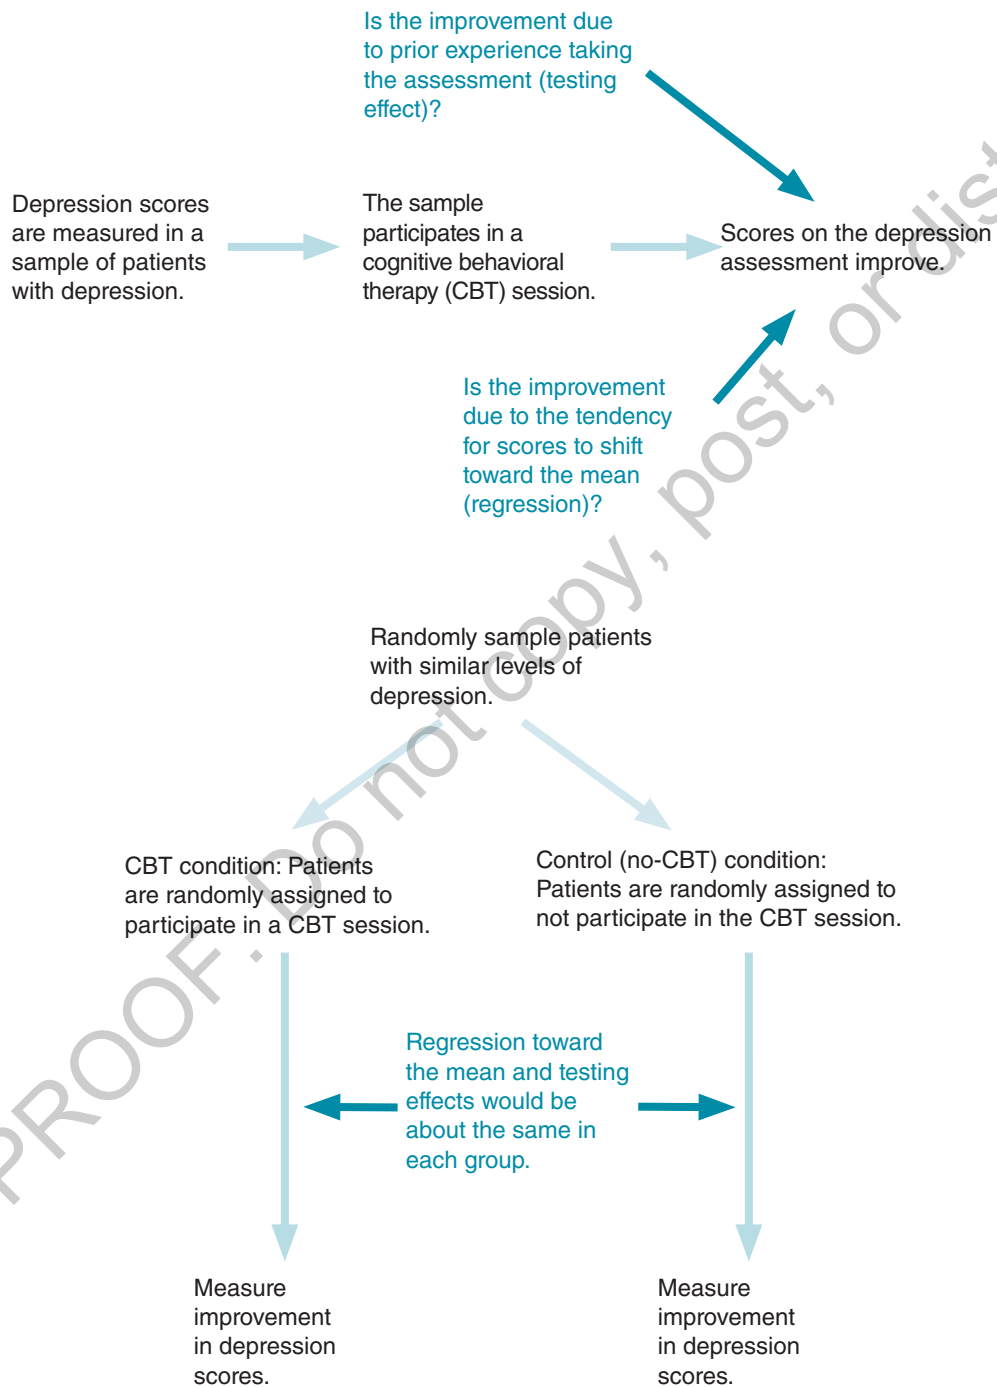 Is the improvement due
to prior experience taking
the assessment (testing
effect)?
Depression scores
are measured in a
sample of patients
with depression.
The sample
participates in a
cognitive behavioral
therapy (CBT) session.
Scores on the depression
assessment improve.
Is the improvement
due to the tendency
for scores to shift
toward the mean
(regression)?
Randomly sample patients
with similar levels of
depression.
CBT condition: Patients
are randomly assigned to
participate in a CBT session.
Control (no-CBT) condition:
Patients are randomly assigned to
not participate in the CBT session.
Regression toward
the mean and testing
effects would be
about the same in
each group.
Measure
improvement
in depression
scores.
Measure
improvement
in depression
scores.
PROOF. Do not copy, post, or dist